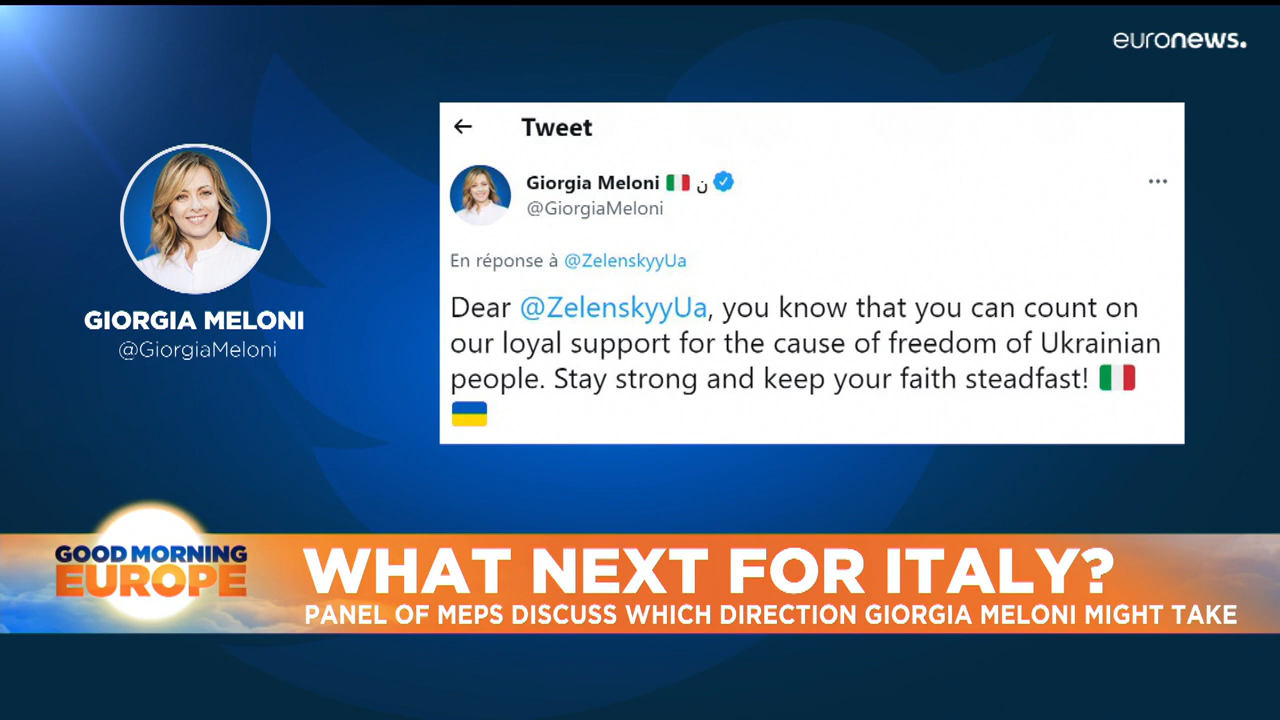 euronews.
Tweet
Giorgia Meloni 🇮🇹 ن
@GiorgiaMeloni
En réponse à @ZelenskyyUa
Dear @ZelenskyyUa, you know that you can count on
our loyal support for the cause of freedom of Ukrainian
people. Stay strong and keep your faith steadfast! 🇮🇹
🇺🇦
GIORGIA MELONI
@GiorgiaMeloni
GOOD MORNING
EUROPE
WHAT NEXT FOR ITALY?
PANEL OF MEPS DISCUSS WHICH DIRECTION GIORGIA MELONI MIGHT TAKE